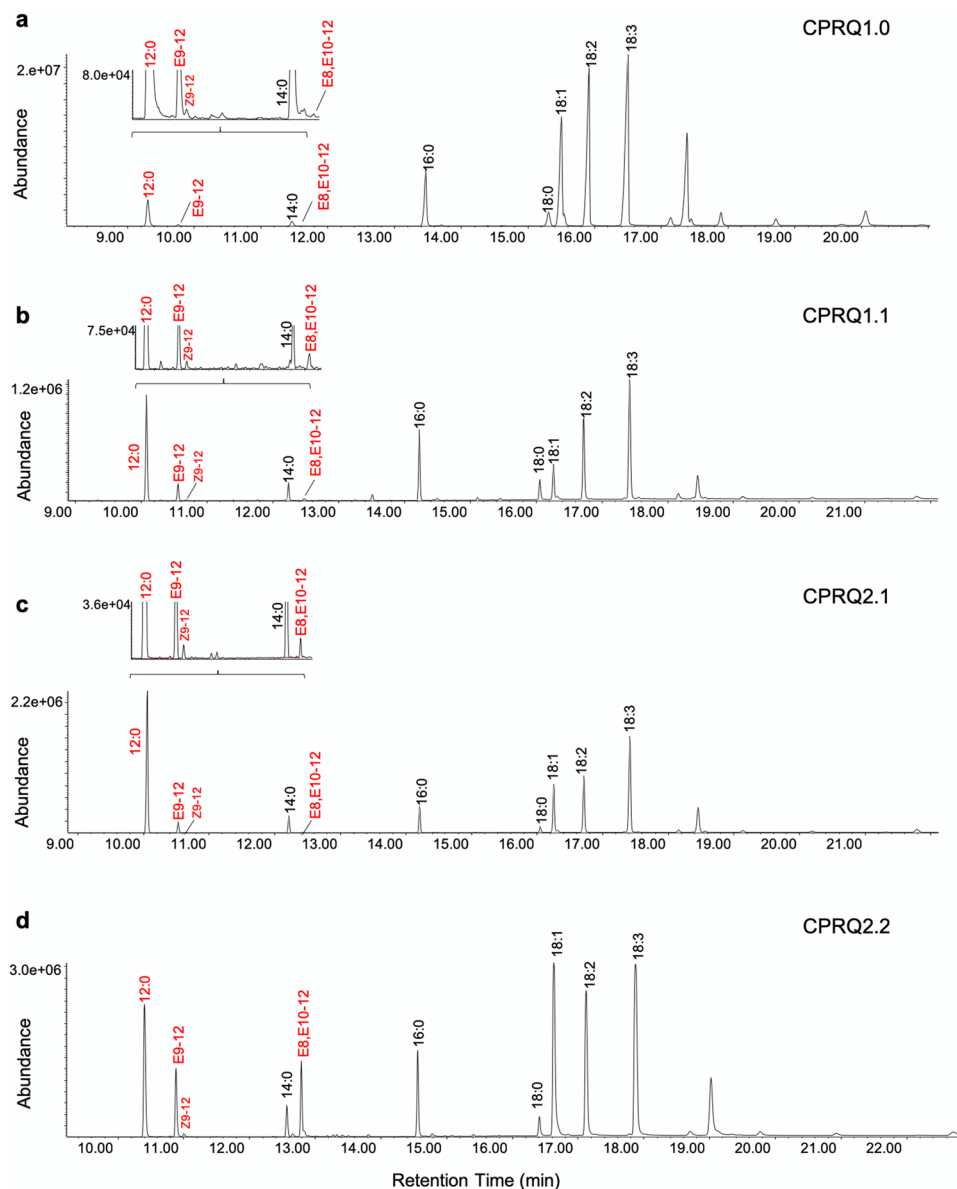 a
CPRQ1.0
12:0
E9-12
Z9-12
14:0
E8,E10-12
8.0e+04
2.e+07
Abundance
12:0
E9-12
14:0
E8,E10-12
16:0
18:0
18:1
18:2
18:3
9.00 10.00 11.00 12.00 13.00 14.00 15.00 16.00 17.00 18.00 19.00 20.00
b
CPRQ1.1
12:0
E9-12
Z9-12
14:0
E8,E10-12
7.5e+04
1.2e+06
Abundance
12:0
E9-12
Z9-12
14:0
E8,E10-12
16:0
18:0
18:1
18:2
18:3
9.00 10.00 11.00 12.00 13.00 14.00 15.00 16.00 17.00 18.00 19.00 20.00 21.00
c
CPRQ2.1
12:0
E9-12
Z9-12
14:0
E8,E10-12
3.6e+04
2.2e+06
Abundance
12:0
E9-12
Z9-12
14:0
E8,E10-12
16:0
18:0
18:1
18:2
18:3
9.00 10.00 11.00 12.00 13.00 14.00 15.00 16.00 17.00 18.00 19.00 20.00 21.00
d
CPRQ2.2
3.0e+06
Abundance
12:0
E9-12
Z9-12
14:0
E8,E10-12
16:0
18:0
18:1
18:2
18:3
10.00 11.00 12.00 13.00 14.00 15.00 16.00 17.00 18.00 19.00 20.00 21.00 22.00
Retention Time (min)